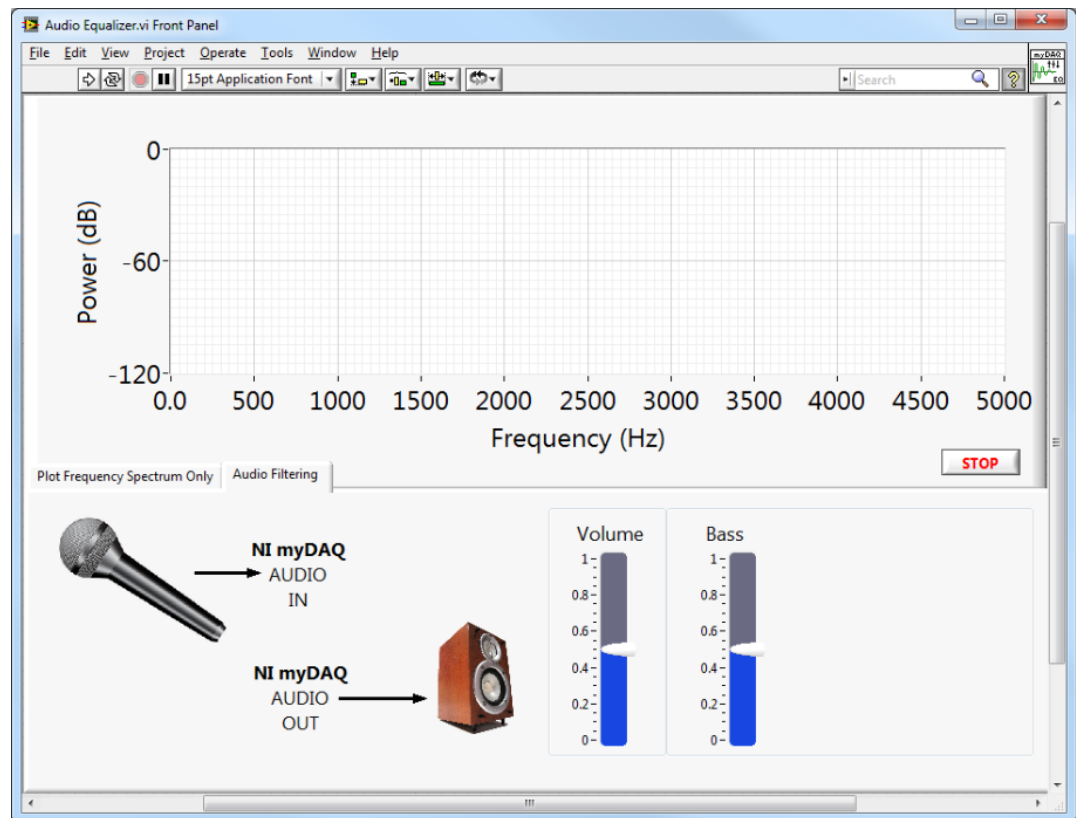 Audio Equalizer.vi Front Panel
File Edit View Project Operate Tools Window Help
myDAQ
15pt Application Font
Search
EQ
0
Power (dB)
-60
-120
0.0 500 1000 1500 2000 2500 3000 3500 4000 4500 5000
Frequency (Hz)
STOP
Plot Frequency Spectrum Only
Audio Filtering
NI myDAQ
AUDIO
IN
NI myDAQ
AUDIO
OUT
Volume
1
0.8
0.6
0.4
0.2
0
Bass
1
0.8
0.6
0.4
0.2
0